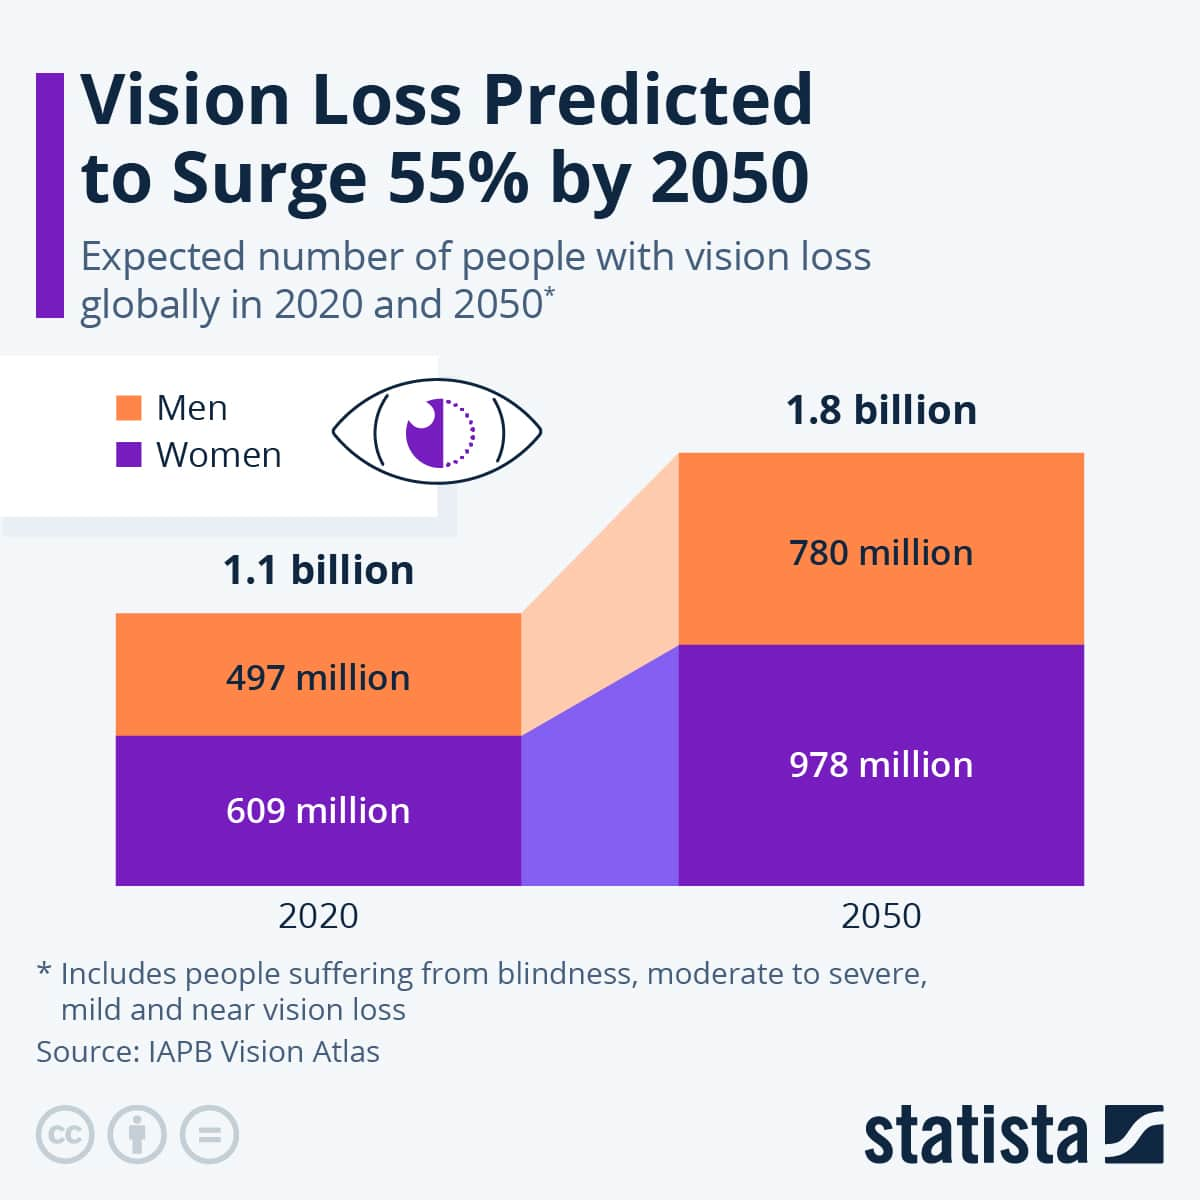 Vision Loss Predicted
to Surge 55% by 2050
Expected number of people with vision loss
globally in 2020 and 2050*
Men
Women
1.8 billion
780 million
1.1 billion
497 million
978 million
609 million
2020
2050
* Includes people suffering from blindness, moderate to severe,
mild and near vision loss
Source: IAPB Vision Atlas
cc
=
statista